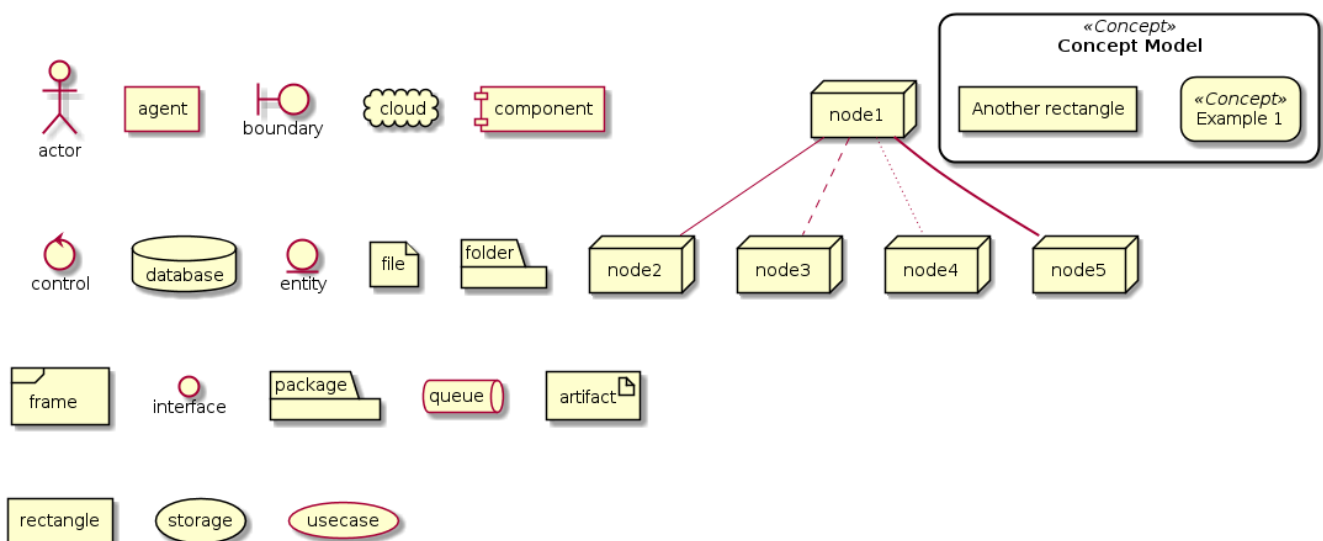 «Concept»
Concept Model
actor
agent
boundary
cloud
component
node1
Another rectangle
«Concept»
Example 1
control
database
entity
file
folder
node2
node3
node4
node5
frame
interface
package
queue
artifact
rectangle
storage
usecase